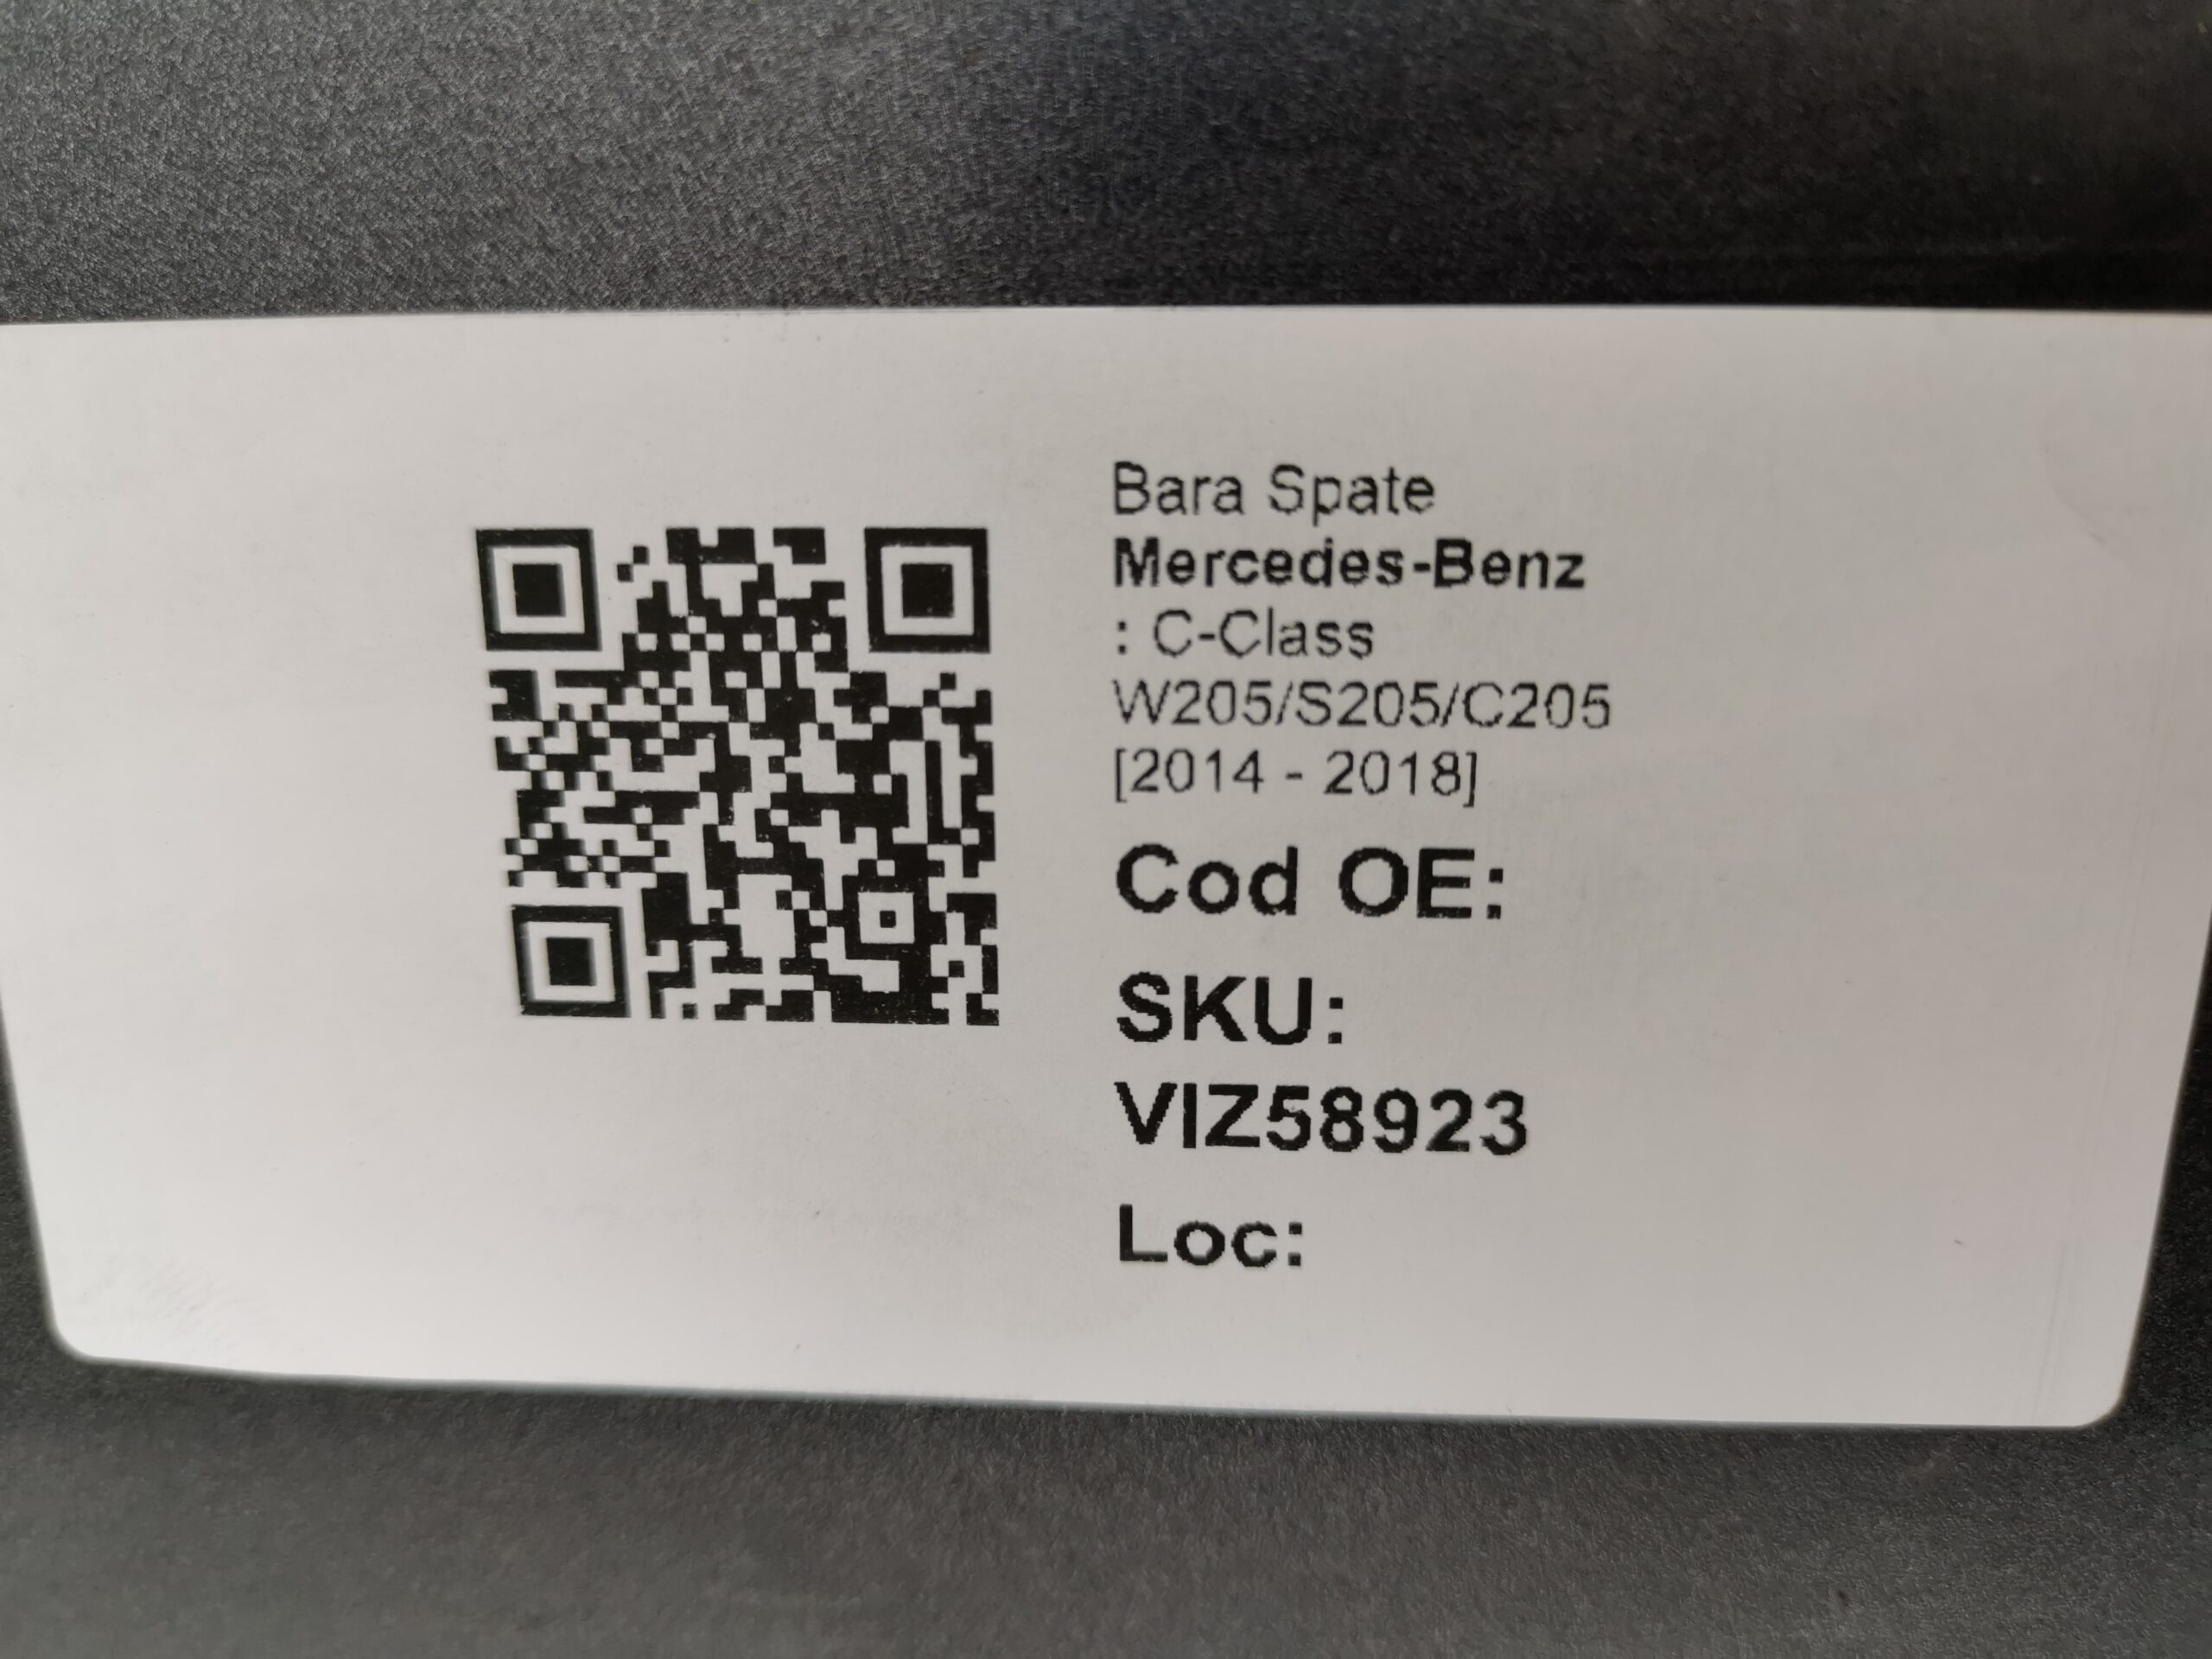 Bara Spate
Mercedes-Benz
: C-Class
W205/S205/C205
[2014 - 2018]
Cod OE:
SKU:
VIZ58923
Loc: